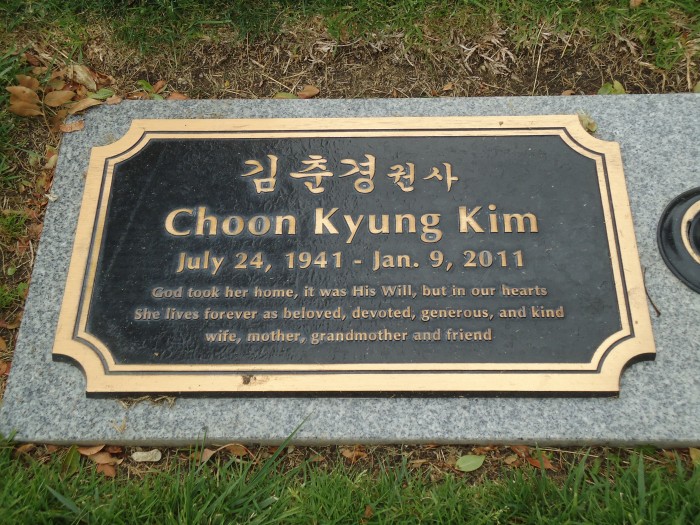 김춘경권사
Choon Kyung Kim
July 24, 1941 - Jan. 9, 2011
God took her home, it was His Will, but in our hearts
She lives forever as beloved, devoted, generous, and kind
wife, mother, grandmother and friend